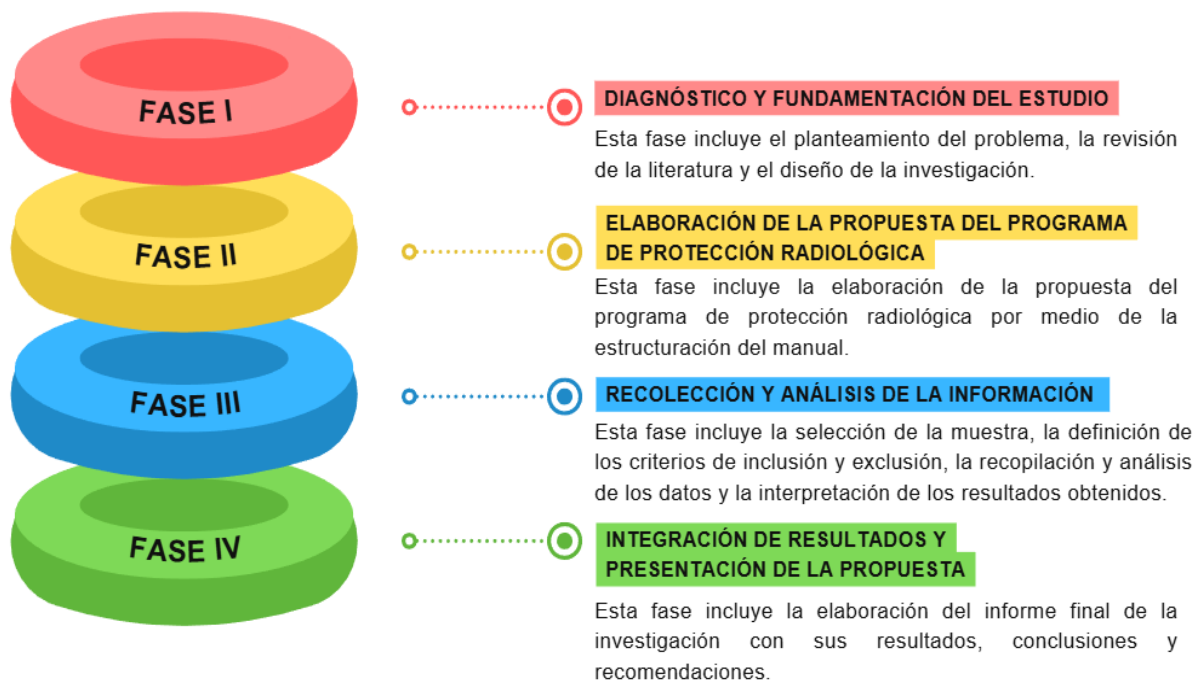 FASE I
DIAGNÓSTICO Y FUNDAMENTACIÓN DEL ESTUDIO
Esta fase incluye el planteamiento del problema, la revisión
de la literatura y el diseño de la investigación.
FASE II
ELABORACIÓN DE LA PROPUESTA DEL PROGRAMA
DE PROTECCIÓN RADIOLÓGICA
Esta fase incluye la elaboración de la propuesta del
programa de protección radiológica por medio de la
estructuración del manual.
FASE III
RECOLECCIÓN Y ANÁLISIS DE LA INFORMACIÓN
Esta fase incluye la selección de la muestra, la definición de
los criterios de inclusión y exclusión, la recopilación y análisis
de los datos y la interpretación de los resultados obtenidos.
FASE IV
INTEGRACIÓN DE RESULTADOS Y
PRESENTACIÓN DE LA PROPUESTA
Esta fase incluye la elaboración del informe final de la
investigación con sus resultados, conclusiones y
recomendaciones.